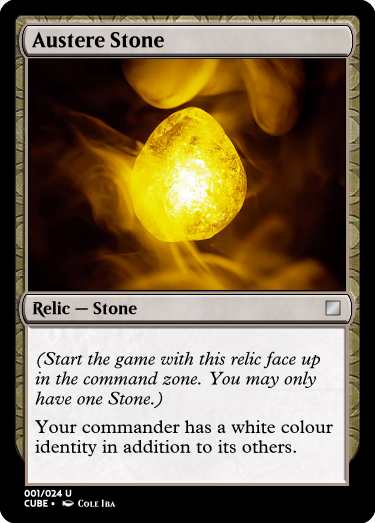 Austere Stone
Relic — Stone
(Start the game with this relic face up
in the command zone. You may only
have one Stone.)
Your commander has a white colour
identity in addition to its others.
001/024 U
CUBE • Cole Iba